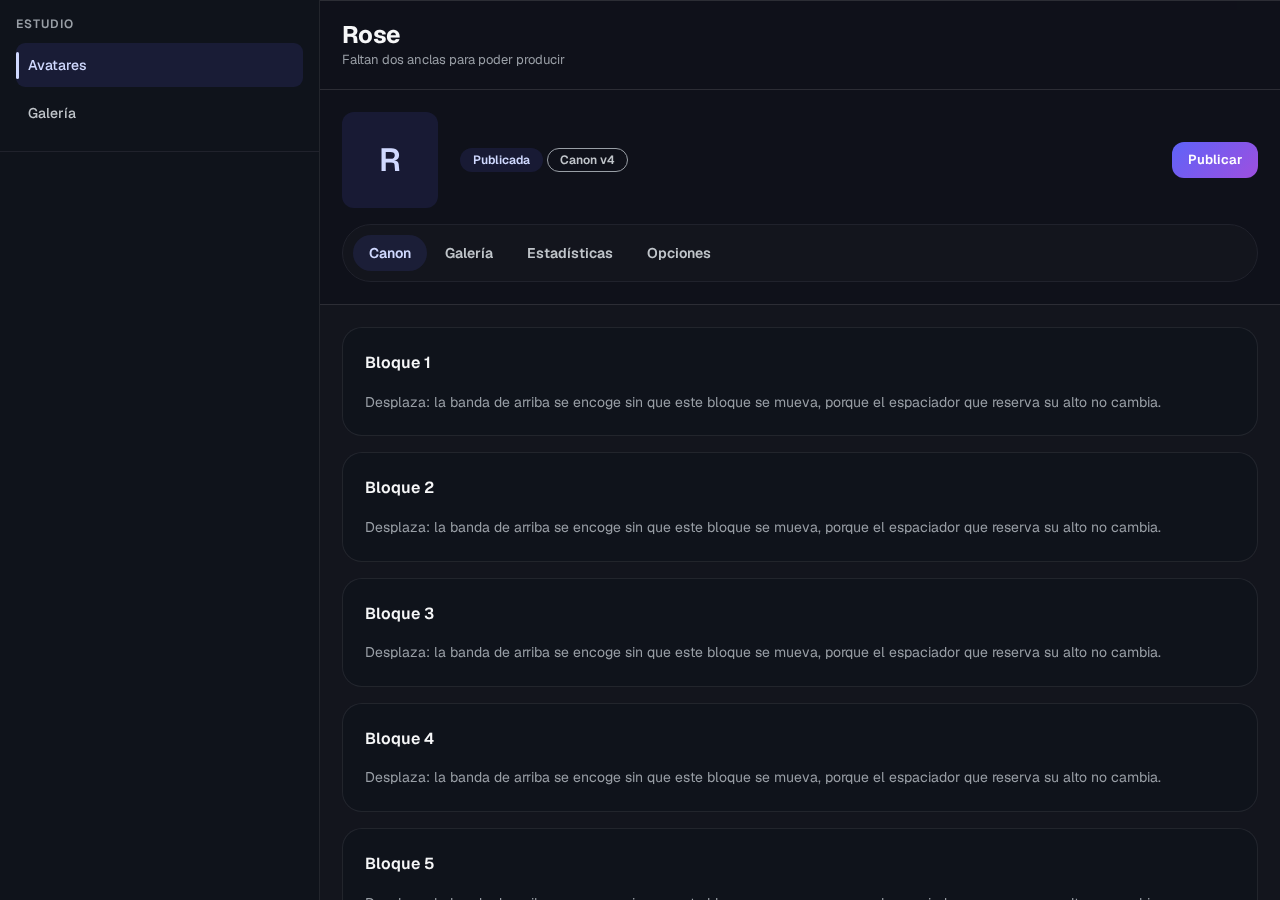 ESTUDIO
Avatares
Galería
Rose
Faltan dos anclas para poder producir
R
Publicada
Canon v4
Publicar
Canon
Galería
Estadísticas
Opciones
Bloque 1
Desplaza: la banda de arriba se encoge sin que este bloque se mueva, porque el espaciador que reserva su alto no cambia.
Bloque 2
Desplaza: la banda de arriba se encoge sin que este bloque se mueva, porque el espaciador que reserva su alto no cambia.
Bloque 3
Desplaza: la banda de arriba se encoge sin que este bloque se mueva, porque el espaciador que reserva su alto no cambia.
Bloque 4
Desplaza: la banda de arriba se encoge sin que este bloque se mueva, porque el espaciador que reserva su alto no cambia.
Bloque 5